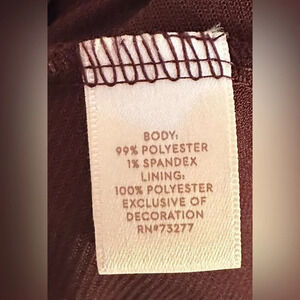 BODY:
99% POLYESTER
1% SPANDEX
LINING:
100% POLYESTER
EXCLUSIVE OF
DECORATION
RN#73277